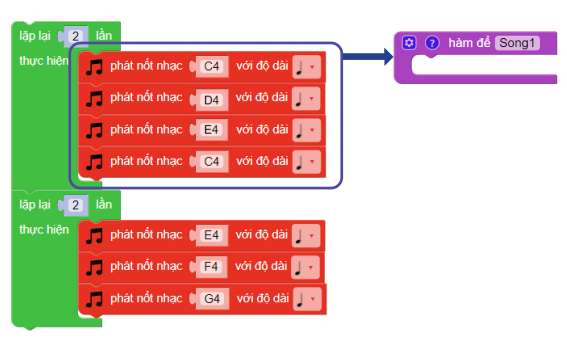 lặp lại 2 lần
thực hiện
phát nốt nhạc C4 với độ dài
phát nốt nhạc D4 với độ dài
phát nốt nhạc E4 với độ dài
phát nốt nhạc C4 với độ dài
lặp lại 2 lần
thực hiện
phát nốt nhạc E4 với độ dài
phát nốt nhạc F4 với độ dài
phát nốt nhạc G4 với độ dài
? hàm để Song1